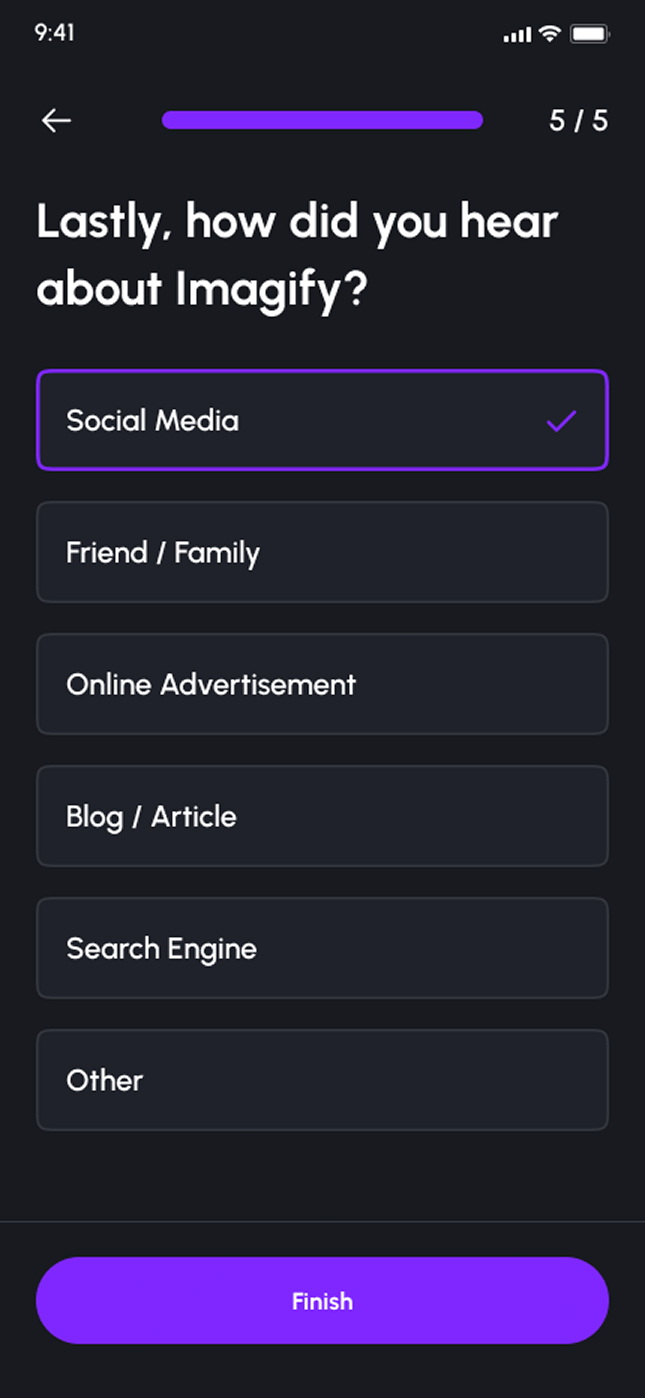 9:41
5 / 5
Lastly, how did you hear
about Imagify?
Social Media
Friend / Family
Online Advertisement
Blog / Article
Search Engine
Other
Finish